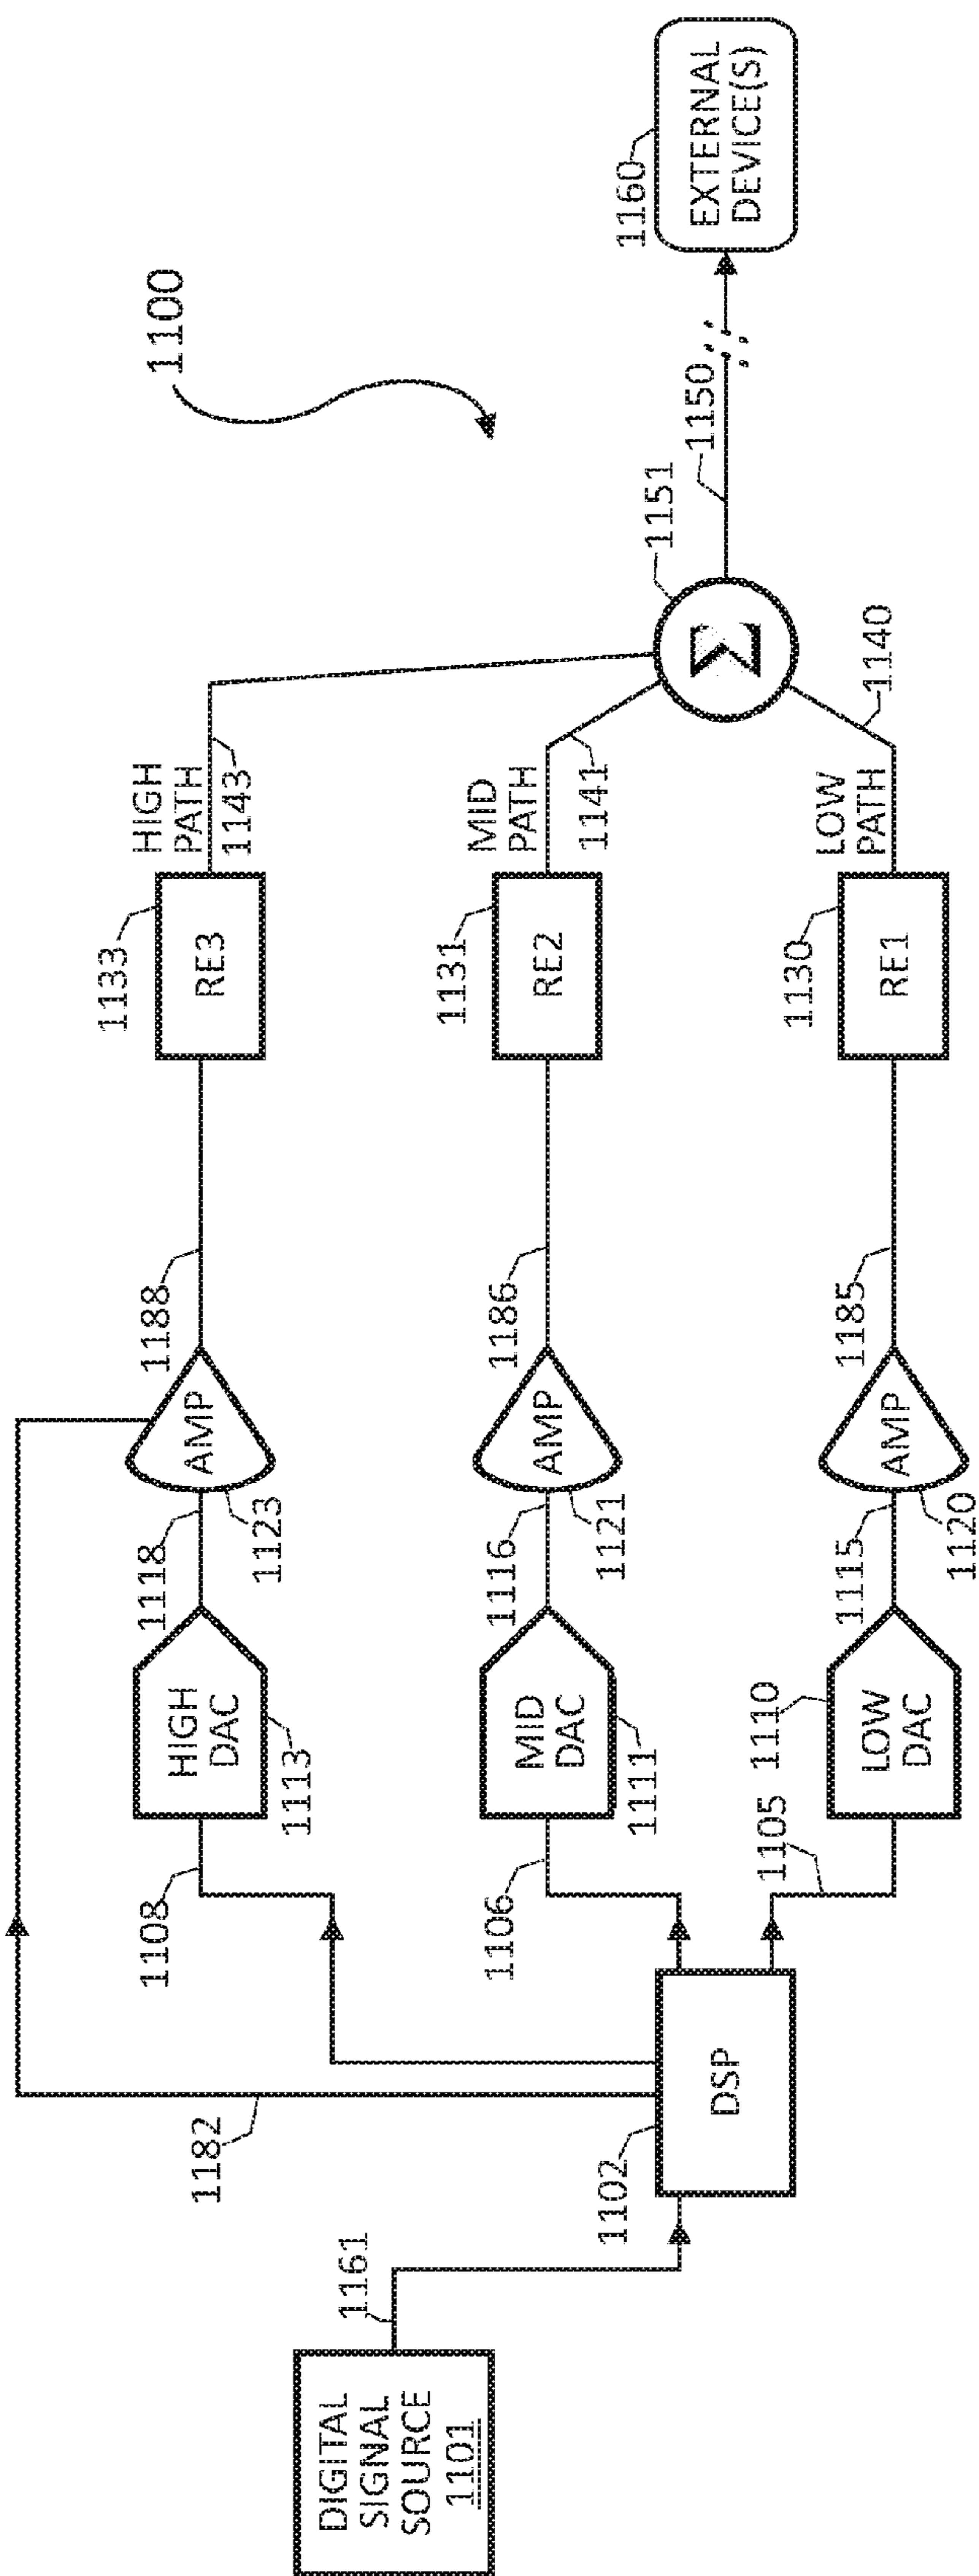 1100
DIGITAL
SIGNAL
SOURCE
1101
1161
1182
1102
DSP
1108
HIGH
DAC
1113
1118
AMP
1123
1188
1133
RE3
HIGH
PATH
1143
1106
MID
DAC
1111
1116
AMP
1121
1186
1131
RE2
MID
PATH
1141
1105
1110
LOW
DAC
1115
AMP
1120
1185
1130
RE1
LOW
PATH
1140
1151
Σ
1150
1160
EXTERNAL
DEVICE(S)